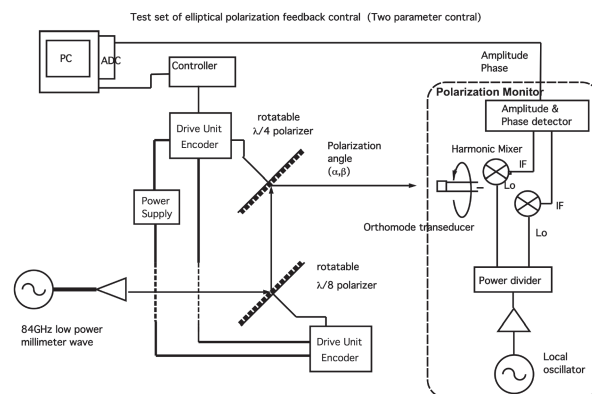 Test set of elliptical polarization feedback contral (Two parameter contral)
PC
ADC
Controller
Amplitude
Phase
Polarization Monitor
Amplitude &
Phase detector
Drive Unit
Encoder
rotatable
λ/4 polarizer
Polarization
angle
(α,β)
Harmonic Mixer
IF
Lo
IF
Lo
Orthomode transeducer
Power
Supply
rotatable
λ/8 polarizer
Power divider
84GHz low power
millimeter wave
Drive Unit
Encoder
Local
oscillator